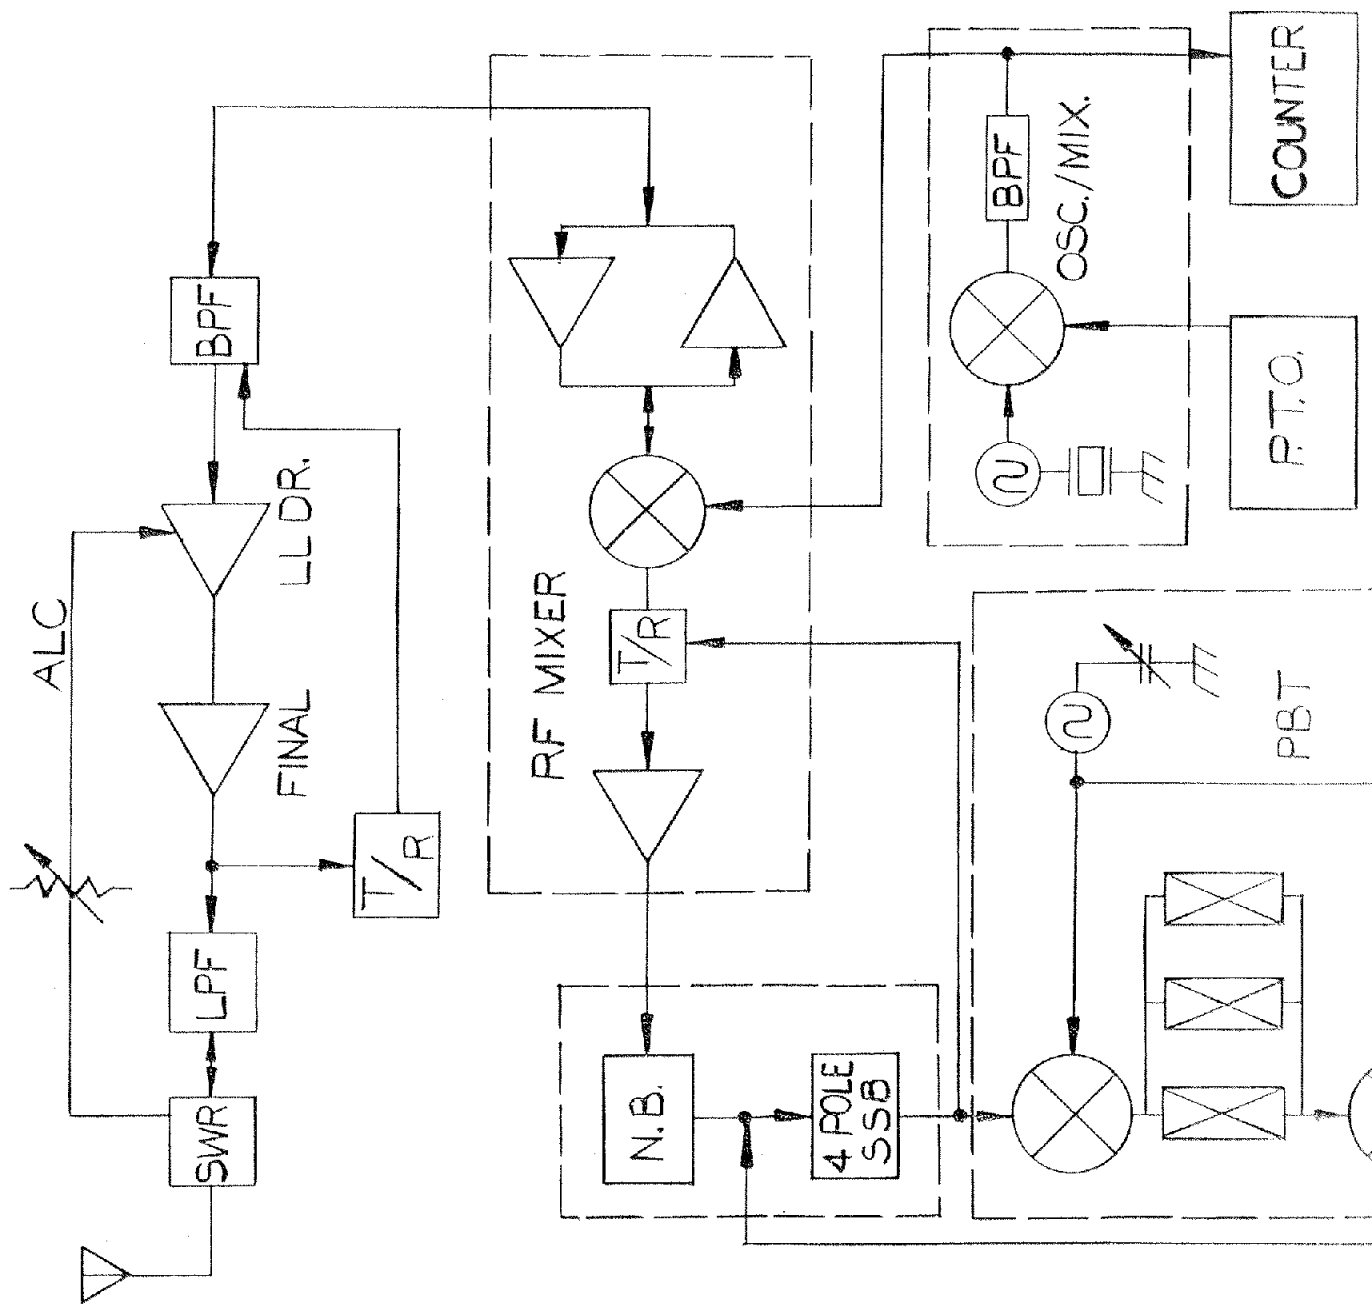 ALC
SWR
LPF
T/R
FINAL
LL DR.
BPF
RF MIXER
T/R
N.B.
4 POLE
SSB
BPF
OSC./MIX.
COUNTER
P.T.O.
PBT